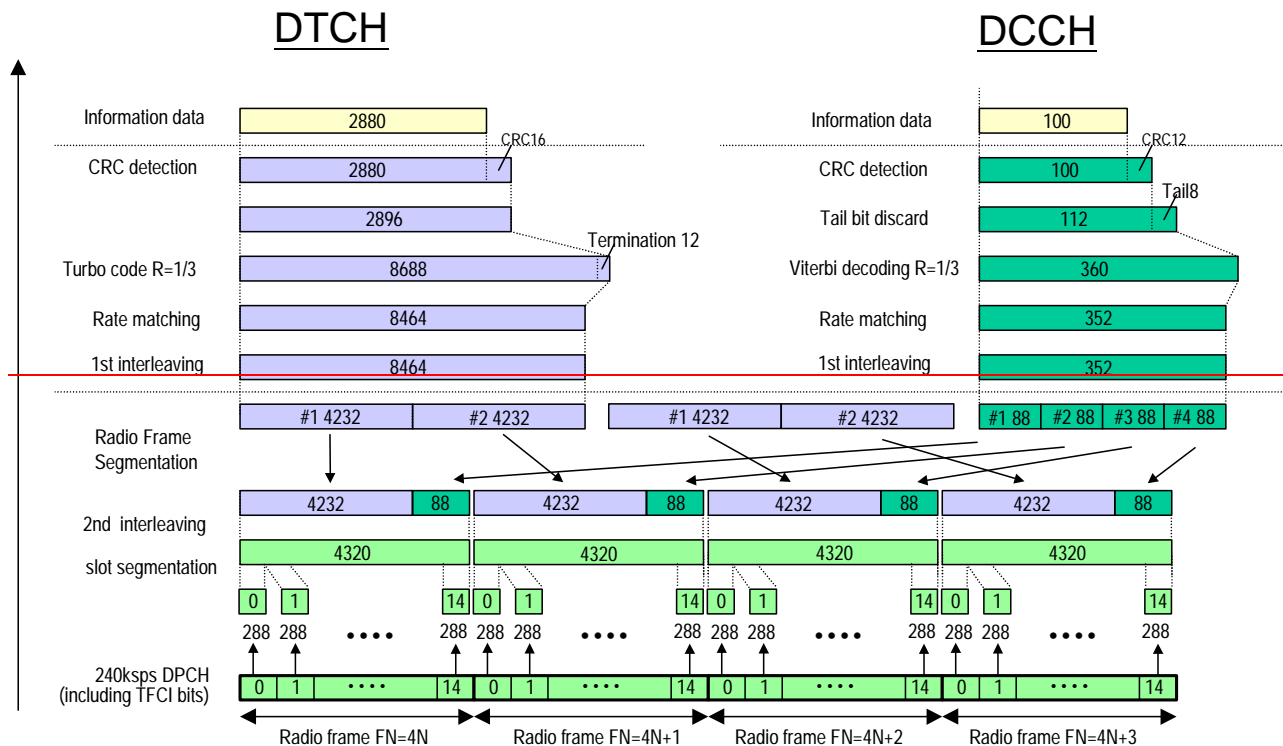 DTCH DCCH
Information data 2880 Information data 100
CRC16 CRC12
CRC detection 2880 CRC detection 100
Tail8
2896 Tail bit discard 112
Termination 12
Turbo code R=1/3 8688 Viterbi decoding R=1/3 360
Rate matching 8464 Rate matching 352
1st interleaving 8464 1st interleaving 352
#1 4232 #2 4232 #1 4232 #2 4232 #1 88 #2 88 #3 88 #4 88
Radio Frame
Segmentation
4232 88 4232 88 4232 88 4232 88
2nd interleaving
4320 4320 4320 4320
slot segmentation
0 1 14 0 1 14 0 1 14 0 1 14
288 288 •••• 288 288 288 •••• 288 288 288 •••• 288 288 288 •••• 288
240ksps DPCH
(including TFCI bits)
0 1 •••• 14 0 1 •••• 14 0 1 •••• 14 0 1 •••• 14
Radio frame FN=4N Radio frame FN=4N+1 Radio frame FN=4N+2 Radio frame FN=4N+3